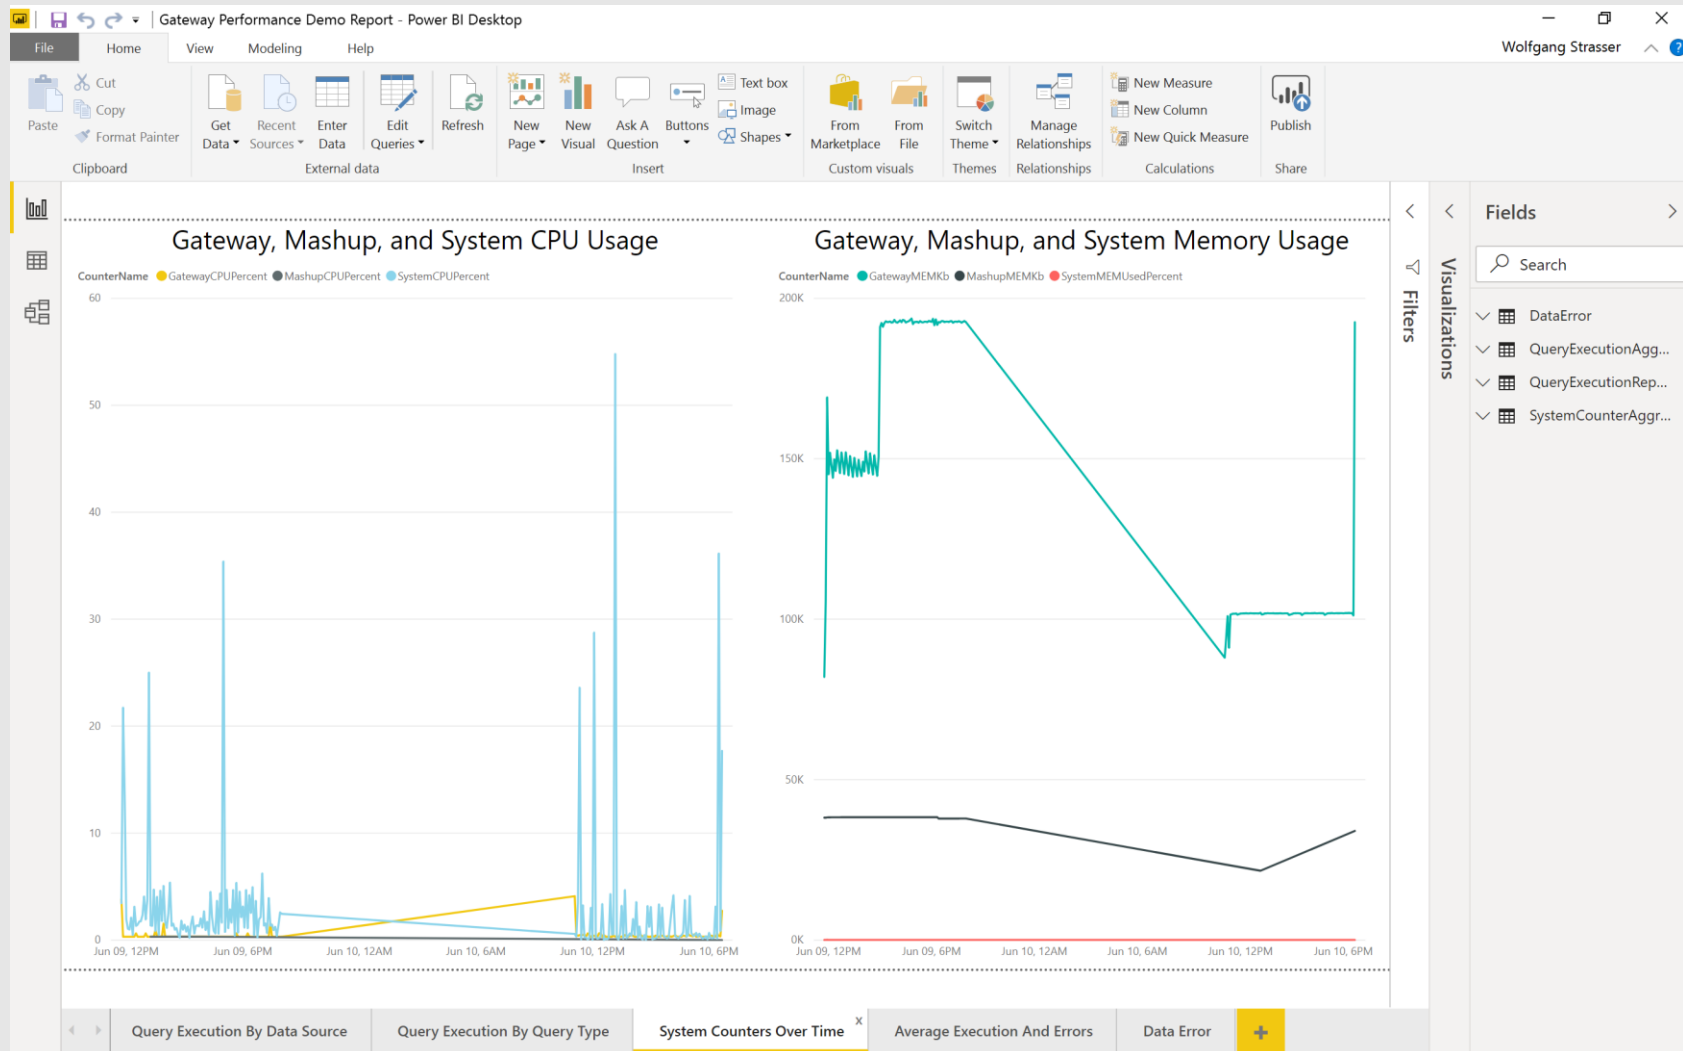 Gateway Performance Demo Report - Power BI Desktop
File Home View Modeling Help
Wolfgang Strasser
?
Paste
Cut
Copy
Format Painter
Clipboard
Get Data
Recent Sources
Enter Data
Edit Queries
Refresh
External data
New Page
New Visual
Ask A Question
Buttons
Text box
Image
Shapes
Insert
From Marketplace
From File
Custom visuals
Switch Theme
Themes
Manage Relationships
Relationships
New Measure
New Column
New Quick Measure
Calculations
Publish
Share
Gateway, Mashup, and System CPU Usage
CounterName GatewayCPUPercent MashupCPUPercent SystemCPUPercent
60
50
40
30
20
10
0
Jun 09, 12PM Jun 09, 6PM Jun 10, 12AM Jun 10, 6AM Jun 10, 12PM Jun 10, 6PM
Gateway, Mashup, and System Memory Usage
CounterName GatewayMEMKb MashupMEMKb SystemMEMUsedPercent
200K
150K
100K
50K
0K
Jun 09, 12PM Jun 09, 6PM Jun 10, 12AM Jun 10, 6AM Jun 10, 12PM Jun 10, 6PM
Filters
Visualizations
Fields
Search
DataError
QueryExecutionAgg...
QueryExecutionRep...
SystemCounterAggr...
Query Execution By Data Source
Query Execution By Query Type
System Counters Over Time x
Average Execution And Errors
Data Error
+